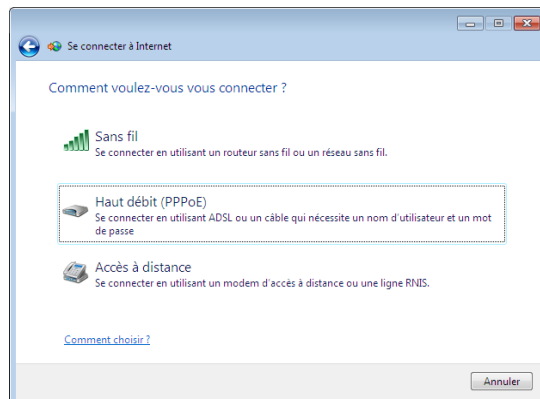 Se connecter à Internet
Comment voulez-vous vous connecter ?
Sans fil
Se connecter en utilisant un routeur sans fil ou un réseau sans fil.
Haut débit (PPPoE)
Se connecter en utilisant ADSL ou un câble qui nécessite un nom d'utilisateur et un mot
de passe
Accès à distance
Se connecter en utilisant un modem d'accès à distance ou une ligne RNIS.
Comment choisir ?
Annuler